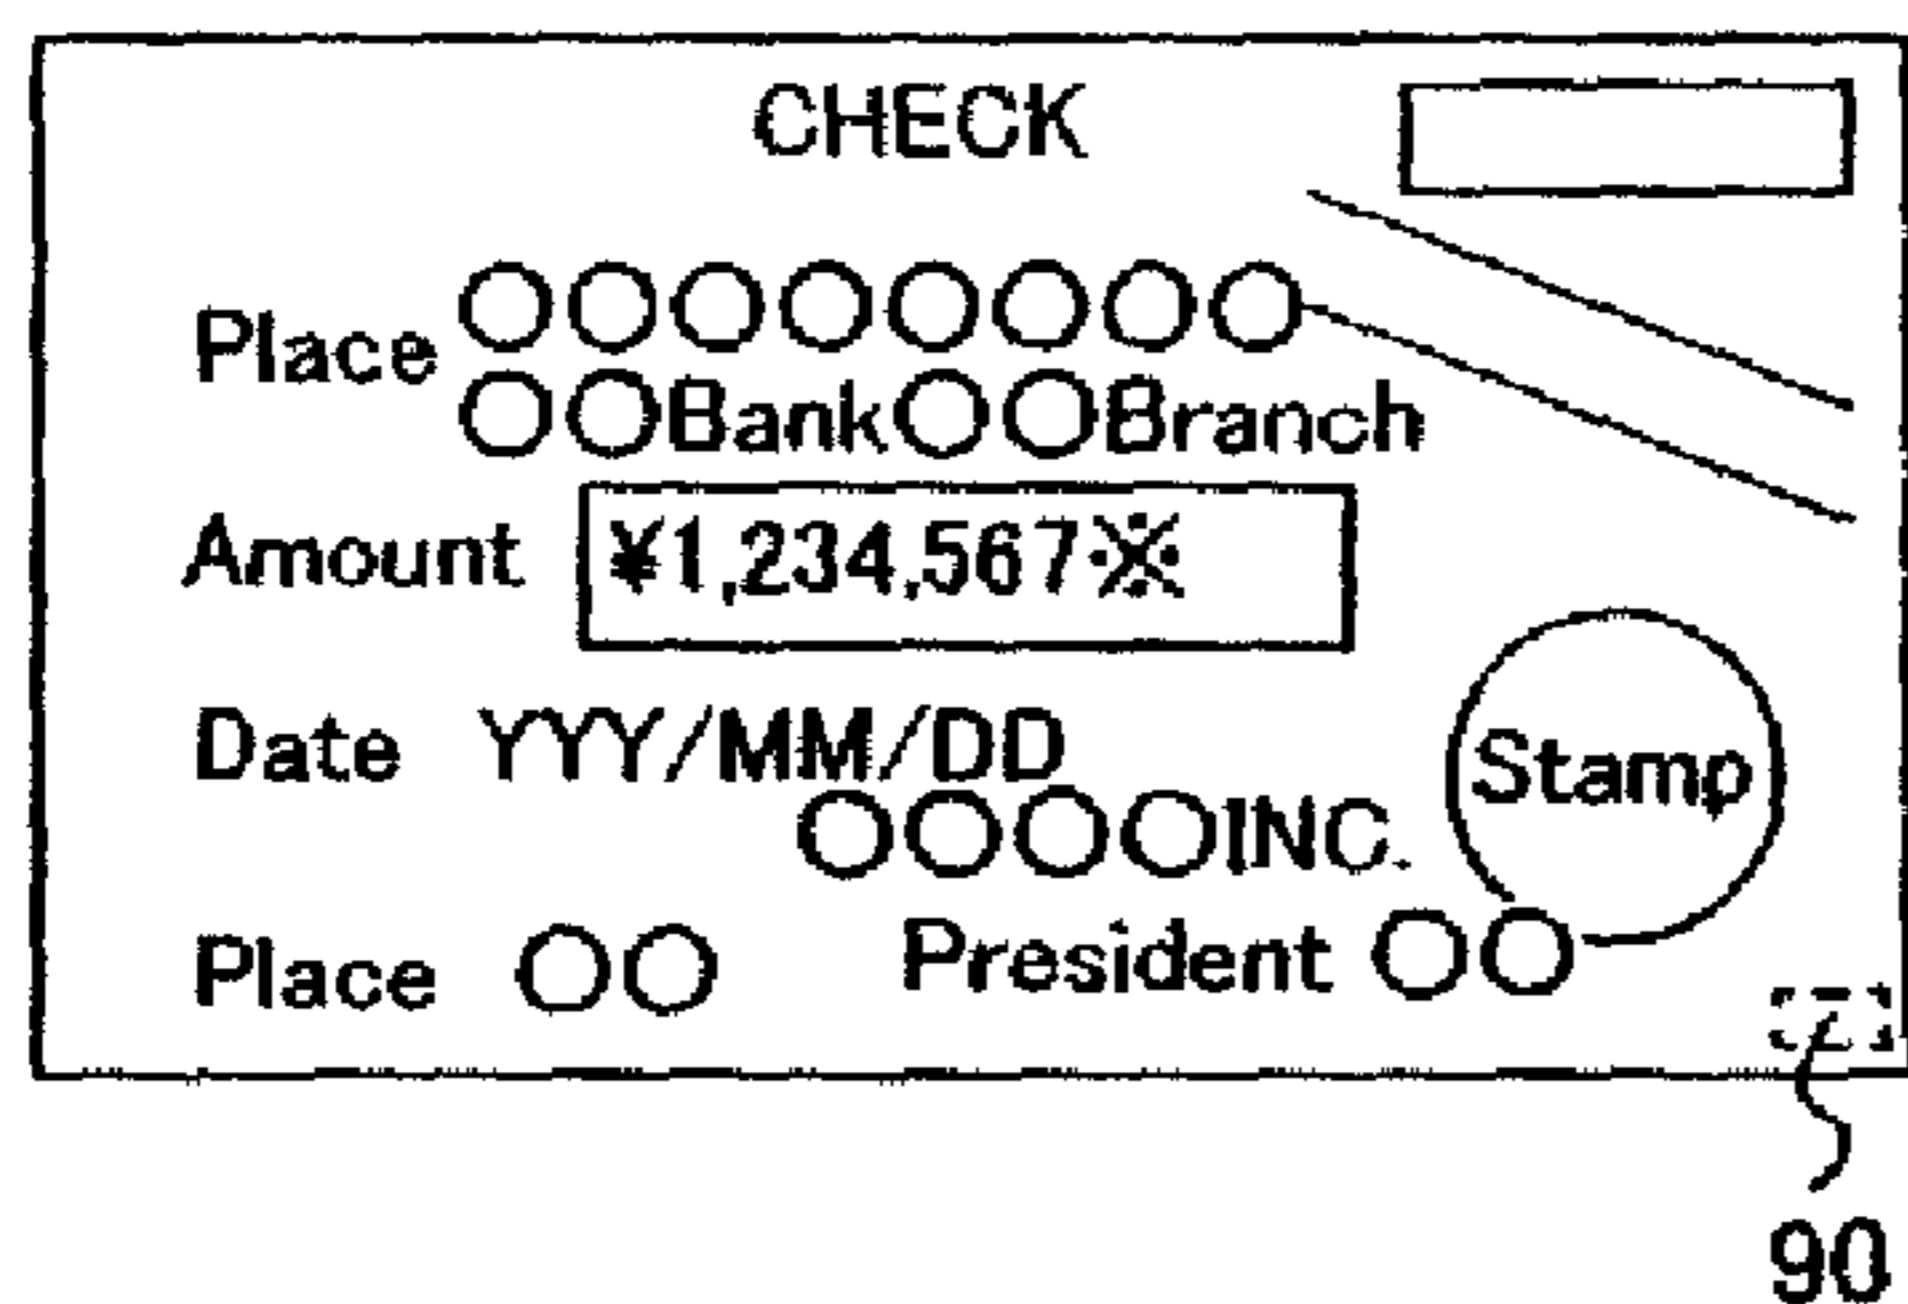 CHECK
Place ○○○○○○○○
○○Bank○○Branch
Amount ¥1,234,567※
Date YYY/MM/DD
Stamp
○○○○INC.
Place ○○ President ○○
90